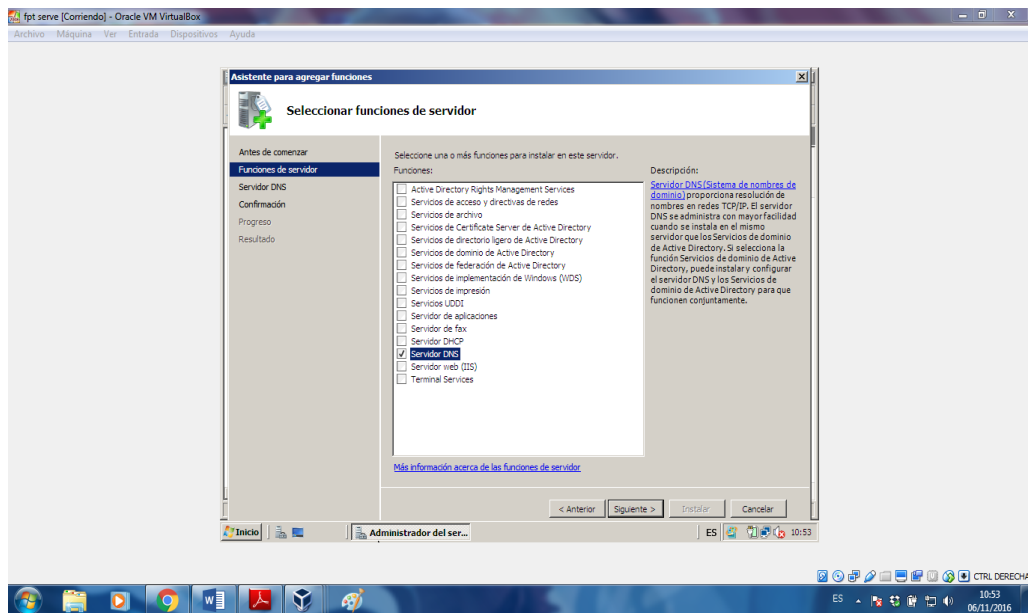 fpt serve [Corriendo] - Oracle VM VirtualBox
Archivo Máquina Ver Entrada Dispositivos Ayuda
Asistente para agregar funciones
Seleccionar funciones de servidor
Antes de comenzar
Funciones de servidor
Servidor DNS
Confirmación
Progreso
Resultado
Seleccione una o más funciones para instalar en este servidor.
Funciones:
Active Directory Rights Management Services
Servicios de acceso y directivas de redes
Servicios de archivo
Servicios de Certificate Server de Active Directory
Servicios de directorio ligero de Active Directory
Servicios de dominio de Active Directory
Servicios de federación de Active Directory
Servicios de implementación de Windows (WDS)
Servicios de impresión
Servicios UDDI
Servidor de aplicaciones
Servidor de fax
Servidor DHCP
Servidor DNS
Servidor web (IIS)
Terminal Services
Más información acerca de las funciones de servidor
Descripción:
Servidor DNS (Sistema de nombres de
dominio) proporciona resolución de
nombres en redes TCP/IP. El servidor
DNS se administra con mayor facilidad
cuando se instala en el mismo
servidor que los Servicios de dominio
de Active Directory. Si selecciona la
función Servicios de dominio de Active
Directory, puede instalar y configurar
el servidor DNS y los Servicios de
dominio de Active Directory para que
funcionen conjuntamente.
< Anterior Siguiente > Instalar Cancelar
Inicio Administrador del ser... ES 10:53
CTRL DERECHA
ES 10:53
06/11/2016